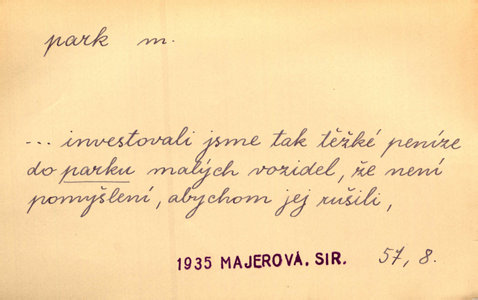 park m.
... investovali jsme tak těžké peníze
do parku malých vozidel, že není
pomyšlení, abychom jej rušili,
1935 MAJEROVÁ, SIR. 57, 8.